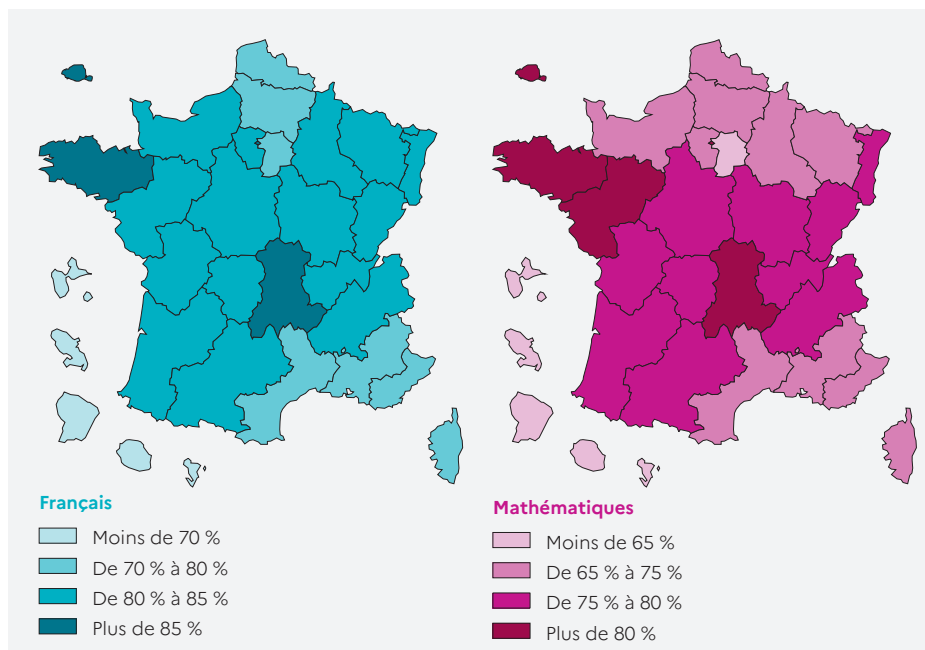 Français
Moins de 70 %
De 70 % à 80 %
De 80 % à 85 %
Plus de 85 %
Mathématiques
Moins de 65 %
De 65 % à 75 %
De 75 % à 80 %
Plus de 80 %